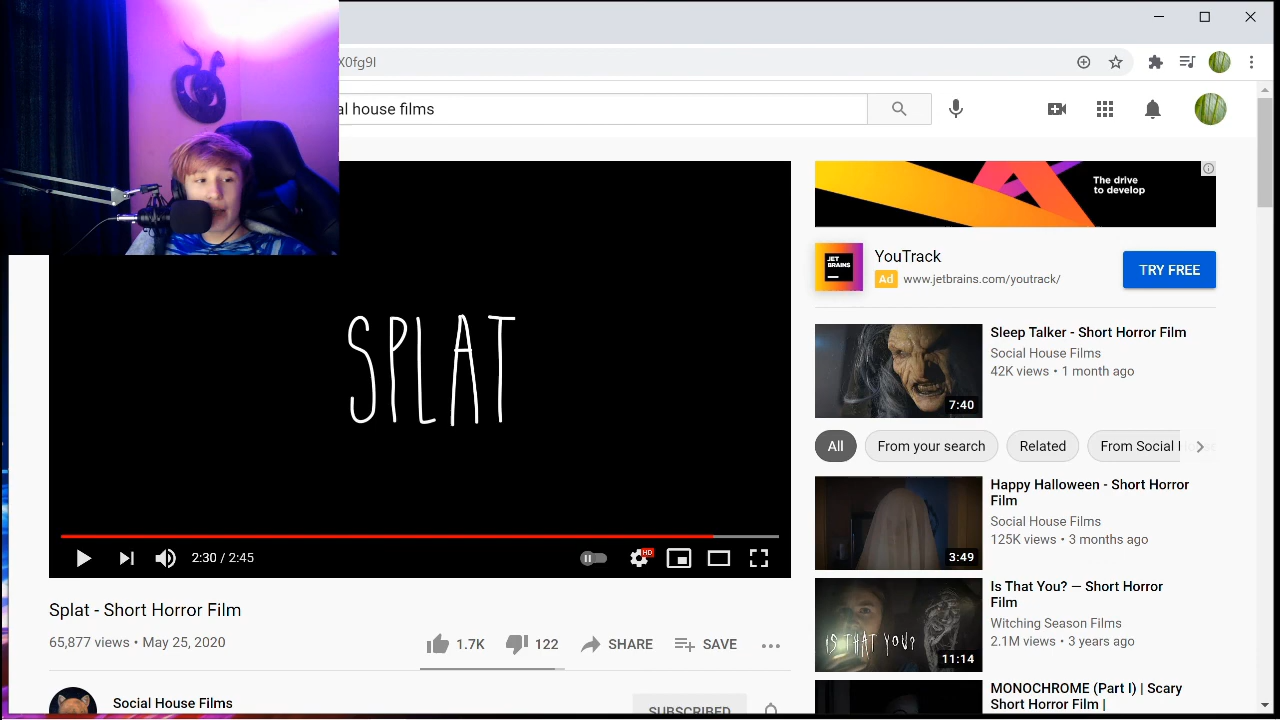 X0fg9I
al house films
SPLAT
2:30 / 2:45
HD
Splat - Short Horror Film
65,877 views • May 25, 2020
1.7K
122
SHARE
SAVE
Social House Films
SUBSCRIBED
The drive
to develop
JET
BRAINS
YouTrack
Ad
www.jetbrains.com/youtrack/
TRY FREE
Sleep Talker - Short Horror Film
Social House Films
42K views • 1 month ago
7:40
All
From your search
Related
From Social
Happy Halloween - Short Horror
Film
Social House Films
125K views • 3 months ago
3:49
Is That You? — Short Horror
Film
Witching Season Films
2.1M views • 3 years ago
IS THAT YOU?
11:14
MONOCHROME (Part I) | Scary
Short Horror Film |